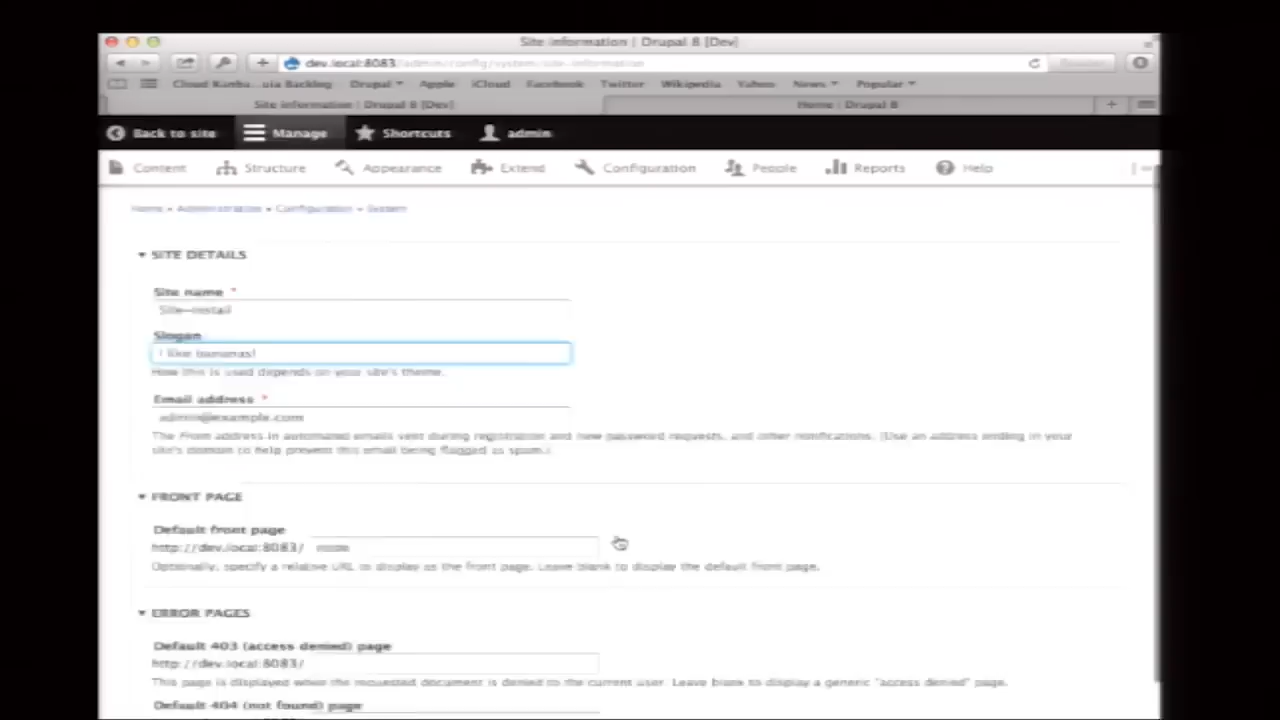 Site information | Drupal 8 [Dev]
dev.local:8083/admin/config/system/site-information
Cloud Kanba...uia Backlog Drupal Apple iCloud Facebook Twitter Wikipedia Yahoo News Popular
Site information | Drupal 8 [Dev] Home | Drupal 8
Back to site Manage Shortcuts admin
Content Structure Appearance Extend Configuration People Reports Help
Home » Administration » Configuration » System
SITE DETAILS
Site name *
Site-Install
Slogan
I like bananas!
How this is used depends on your site's theme.
Email address *
admin@example.com
The From address in automated emails sent during registration and new password requests, and other notifications. (Use an address ending in your
site's domain to help prevent this email being flagged as spam.)
FRONT PAGE
Default front page
http://dev.local:8083/ node
Optionally, specify a relative URL to display as the front page. Leave blank to display the default front page.
ERROR PAGES
Default 403 (access denied) page
http://dev.local:8083/
This page is displayed when the requested document is denied to the current user. Leave blank to display a generic "access denied" page.
Default 404 (not found) page